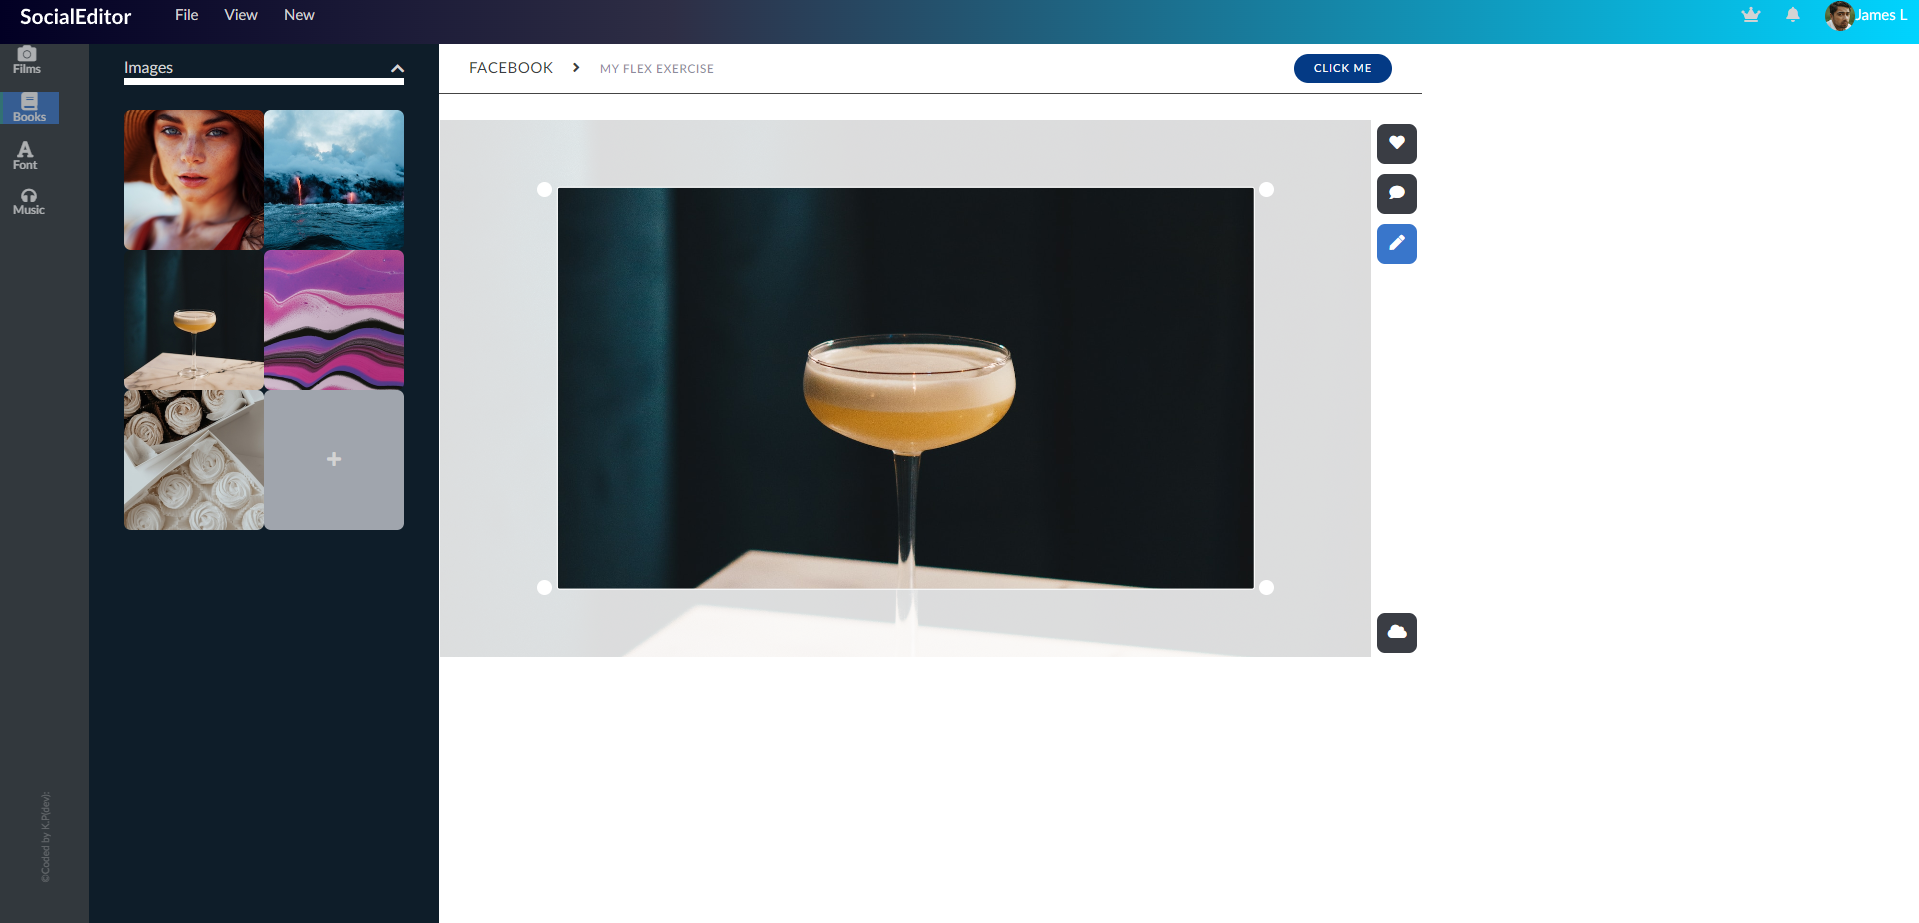 SocialEditor
File
View
New
James L
Films
Books
Font
Music
Images
FACEBOOK
MY FLEX EXERCISE
CLICK ME
©Coded by K.P(dev):